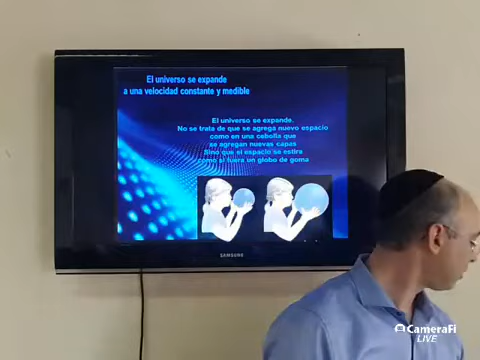 El universo se expande
a una velocidad constante y medible
El universo se expande.
No se trata de que se agrega nuevo espacio
como en una cebolla que
se agregan nuevas capas
Sino que el espacio se estira
como si fuera un globo de goma
SAMSUNG
CameraFi
LIVE